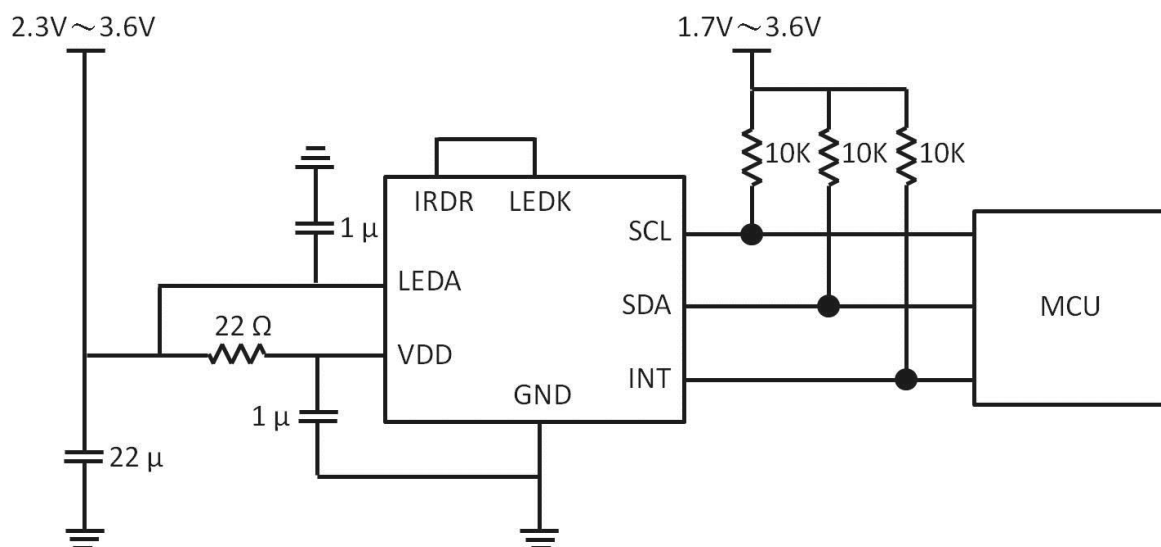 2.3V～3.6V
1.7V～3.6V
10K 10K 10K
IRDR LEDK
1 µ
SCL
LEDA
SDA
MCU
22 Ω
VDD
INT
GND
1 µ
22 µ